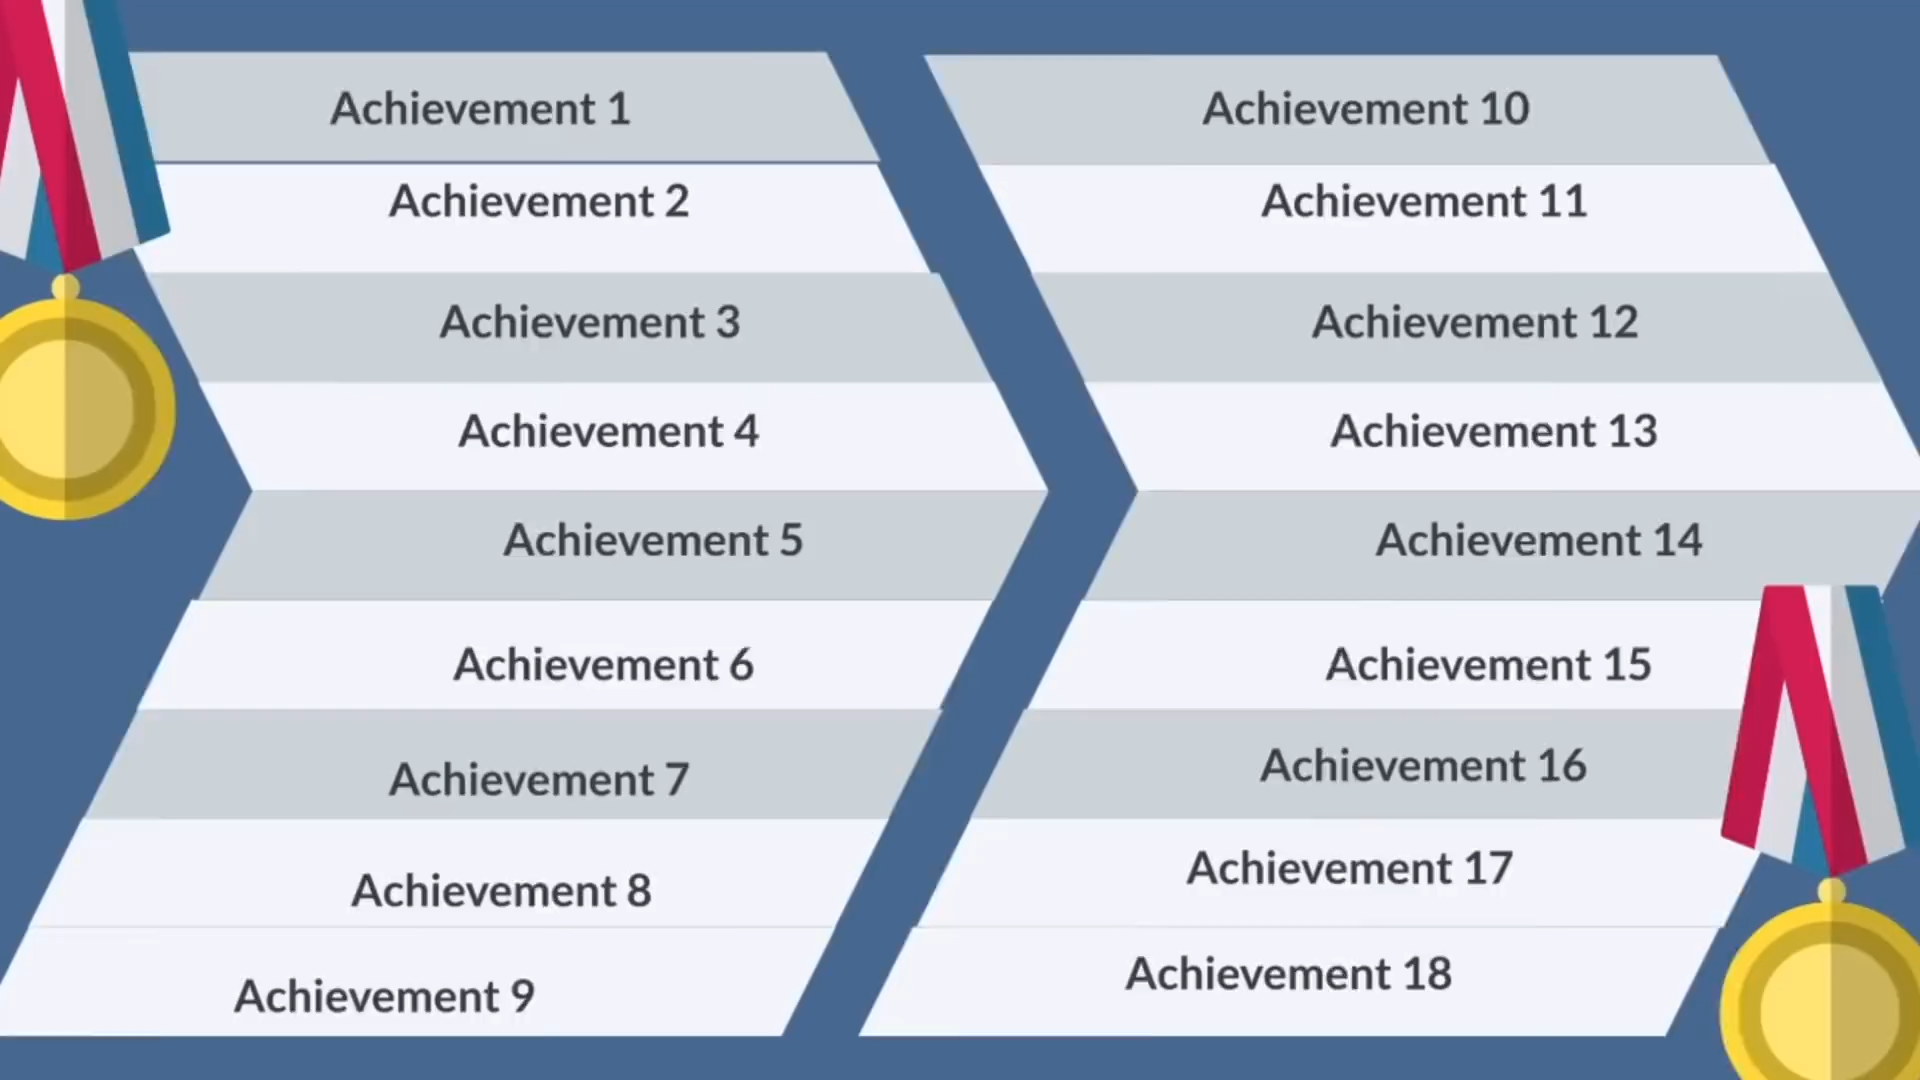 Achievement 1
Achievement 2
Achievement 3
Achievement 4
Achievement 5
Achievement 6
Achievement 7
Achievement 8
Achievement 9
Achievement 10
Achievement 11
Achievement 12
Achievement 13
Achievement 14
Achievement 15
Achievement 16
Achievement 17
Achievement 18